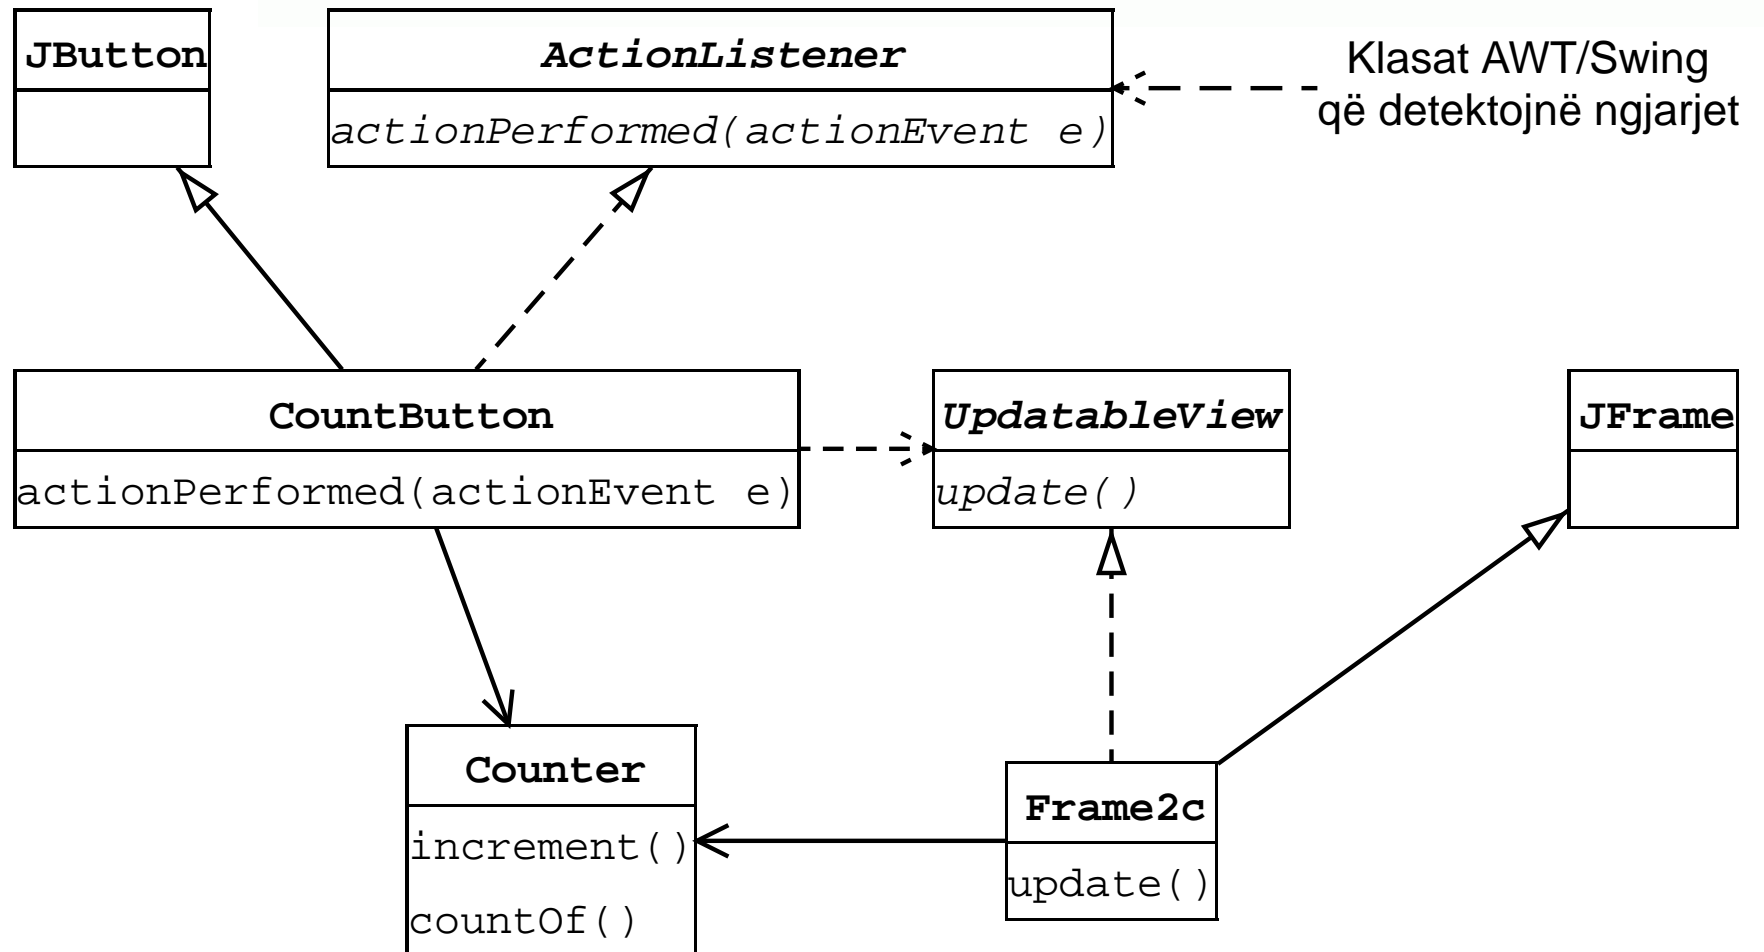 JButton
ActionListener
actionPerformed(actionEvent e)
Klasat AWT/Swing
që detektojnë ngjarjet
CountButton
actionPerformed(actionEvent e)
UpdatableView
update()
JFrame
Counter
increment()
countOf()
Frame2c
update()